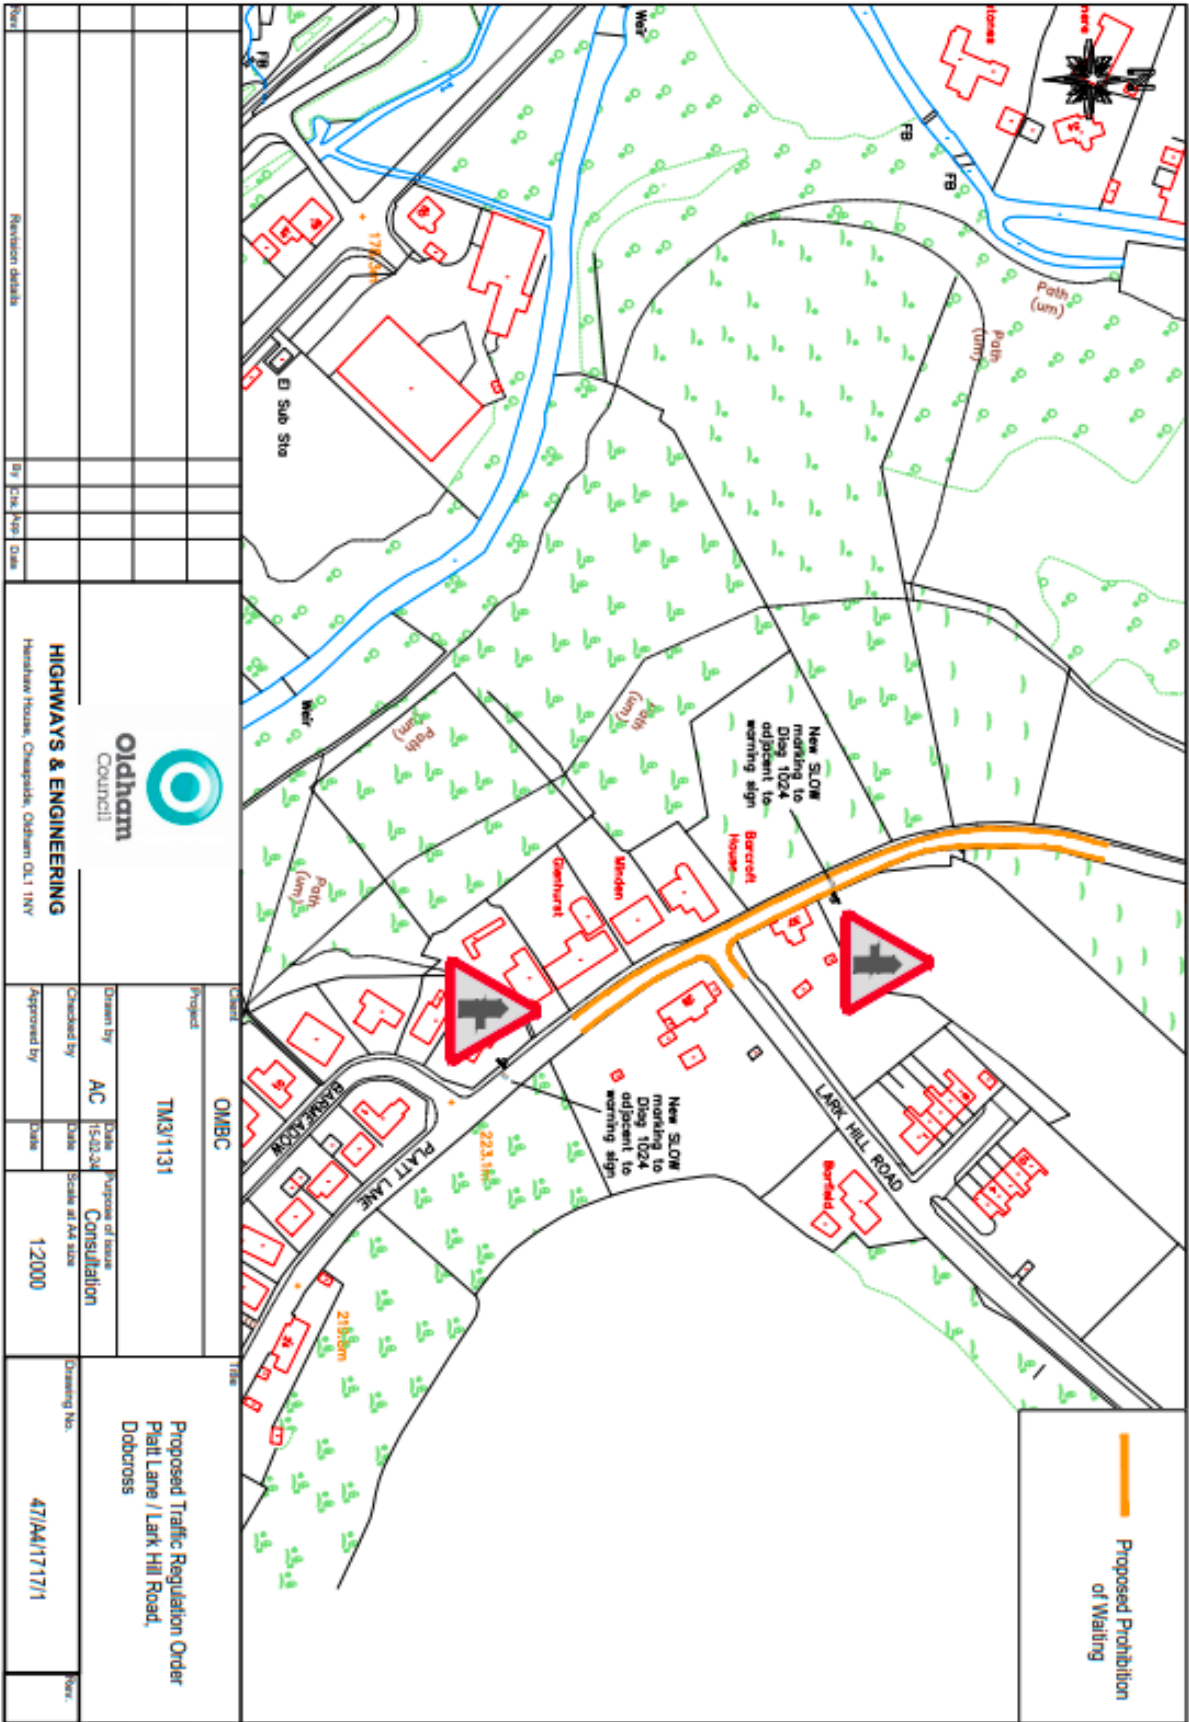 Proposed Prohibition
of Waiting
N
FB
FB
Weir
FB
Path
(um)
Path
(um)
El Sub Sta
Weir
Path
(um)
Path
(um)
Path
(um)
New SLOW
marking to
Diag 1024
adjacent to
warning sign
Barcroft
House
Minden
Glenhurst
LARK HILL ROAD
Barfield
New SLOW
marking to
Diag 1024
adjacent to
warning sign
223.1m
BARMEADOW
PLATT LANE
219.8m
Revision details
By
Chk
App
Date
Oldham
Council
HIGHWAYS & ENGINEERING
Henshaw House, Cheapside, Oldham OL1 1NY
Client
OMBC
Project
TM3/1131
Drawn by
AC
Date
15-02-24
Purpose of issue
Consultation
Checked by
Date
Scale at A4 size
1:2000
Approved by
Date
Title
Proposed Traffic Regulation Order
Platt Lane / Lark Hill Road,
Dobcross
Drawing No.
47/A4/1717/1
Rev.